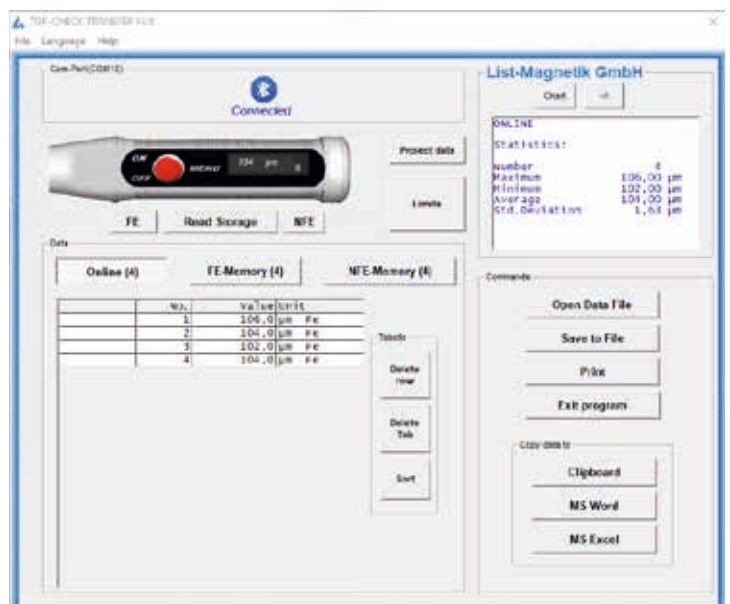 TOP-CHECK TRANSFER
File Language Help
Com-Port(COM10)
Connected
ON
OFF
MENU
104 µm
FE
Read Storage
NFE
Project data
Limits
Data
Online (4)
FE-Memory (4)
NFE-Memory (4)
No. Value Unit
1 106.0 µm Fe
2 104.0 µm Fe
3 102.0 µm Fe
4 104.0 µm Fe
Tabelle
Delete
row
Delete
Tab
Sort
List-Magnetik GmbH
ONLINE
Statistics:
Number 4
Maximum 106,00 µm
Minimum 102,00 µm
Average 104,00 µm
Std.Deviation 1,63 µm
Commands
Open Data File
Save to File
Print
Exit program
Copy data to
Clipboard
MS Word
MS Excel